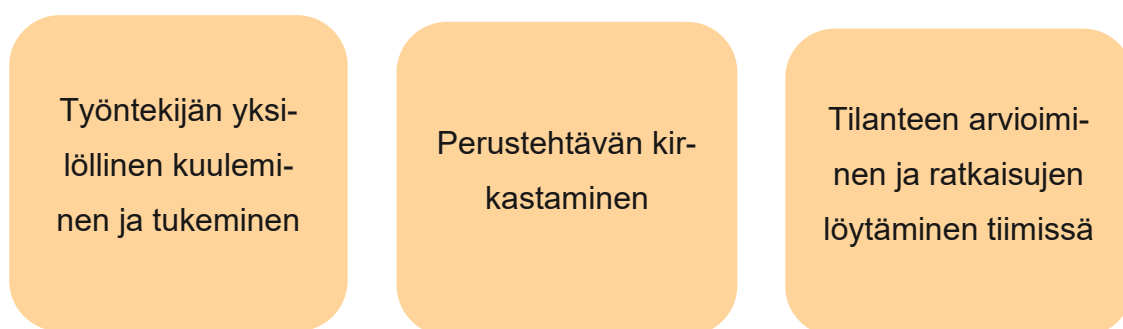 Työntekijän yksi-
löllinen kuulemi-
nen ja tukeminen
Perustehtävän kir-
kastaminen
Tilanteen arvioimi-
nen ja ratkaisujen
löytäminen tiimissä